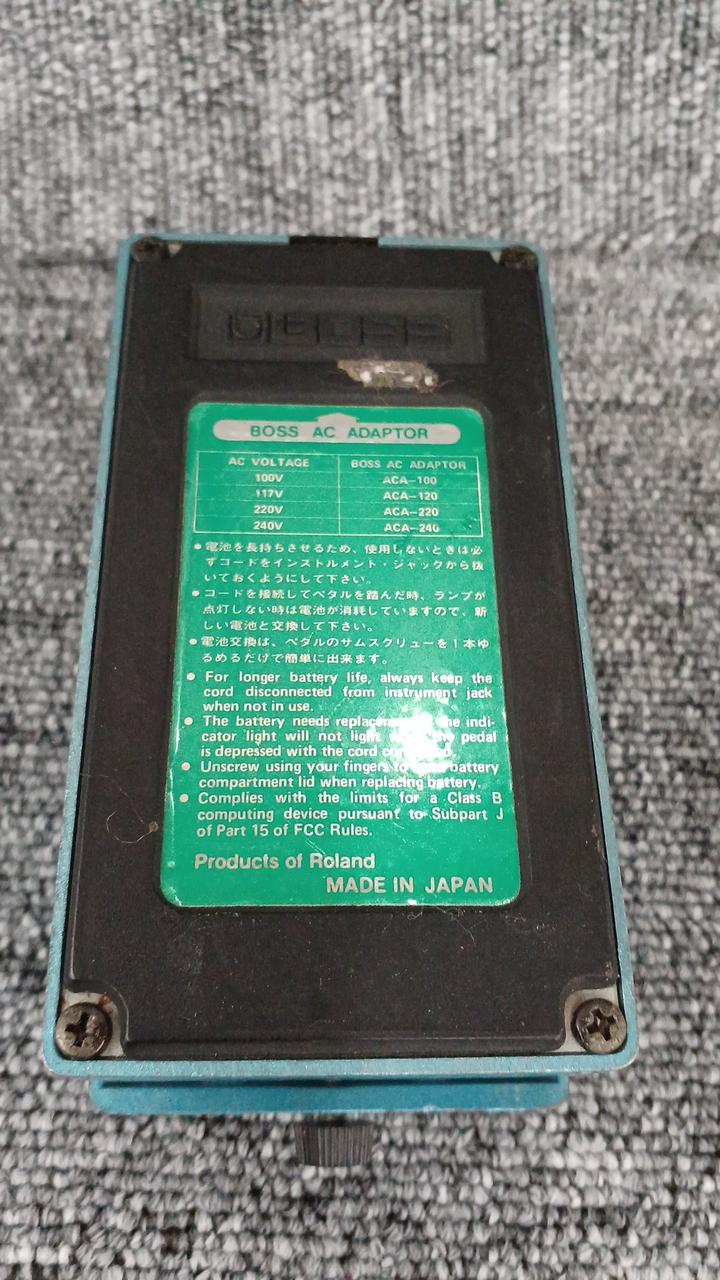 BOSS
BOSS AC ADAPTOR
AC VOLTAGE BOSS AC ADAPTOR
100V ACA-100
117V ACA-120
220V ACA-220
240V ACA-240
● 電池を長持ちさせるため、使用しないときは必
ずコードをインストルメント・ジャックから抜
いておくようにして下さい。
● コードを接続してペダルを踏んだ時、ランプが
点灯しない時は電池が消耗していますので、新
しい電池と交換して下さい。
● 電池交換は、ペダルのサムスクリューを1本ゆ
るめるだけで簡単に出来ます。
● For longer battery life, always keep the
cord disconnected from instrument jack
when not in use.
● The battery needs the indi-
cator light will not light the pedal
is depressed with the cord
● Unscrew using your fingers battery
compartment lid when replacing battery.
● Complies with the limits for a Class B
computing device pursuant to Subpart J
of Part 15 of FCC Rules.
Products of Roland
MADE IN JAPAN